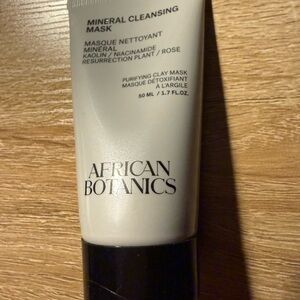 MINERAL CLEANSING
MASK
MASQUE NETTOYANT
MINÉRAL
KAOLIN / NIACINAMIDE
RESURRECTION PLANT / ROSE
PURIFYING CLAY MASK
MASQUE DÉTOXIFIANT
À L'ARGILE
50 ML / 1.7 FL.OZ.
AFRICAN
BOTANICS